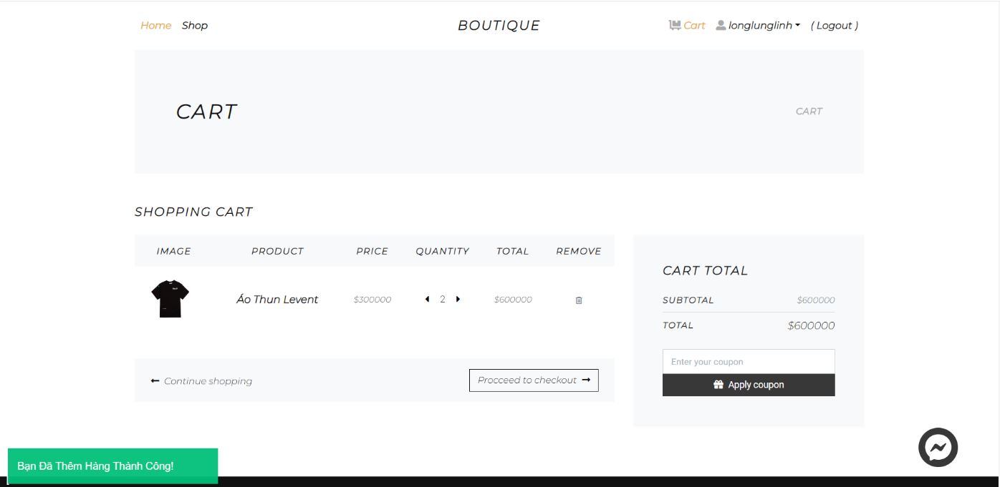 Home Shop BOUTIQUE Cart longlunglinh ( Logout )
CART CART
SHOPPING CART
IMAGE PRODUCT PRICE QUANTITY TOTAL REMOVE
Áo Thun Levent $300000 2 $600000
Continue shopping Procceed to checkout
CART TOTAL
SUBTOTAL $600000
TOTAL $600000
Enter your coupon
Apply coupon
Bạn Đã Thêm Hàng Thành Công!